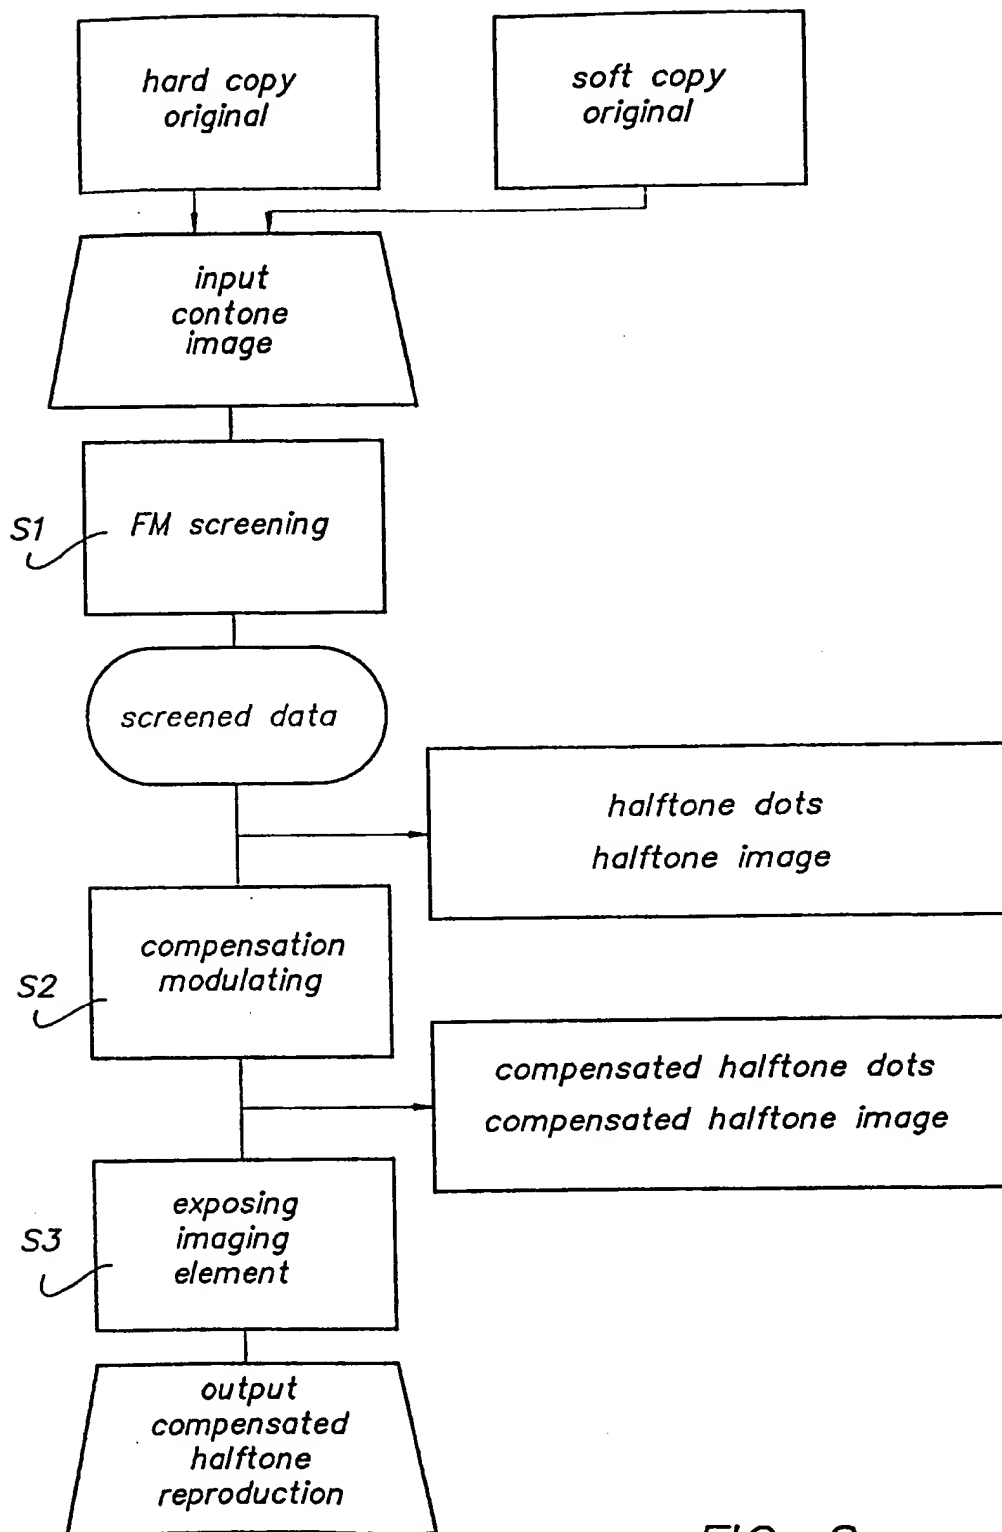 hard copy
original
soft copy
original
input
contone
image
S1
FM screening
screened data
halftone dots
halftone image
compensation
modulating
S2
compensated halftone dots
compensated halftone image
exposing
imaging
element
S3
output
compensated
halftone
reproduction